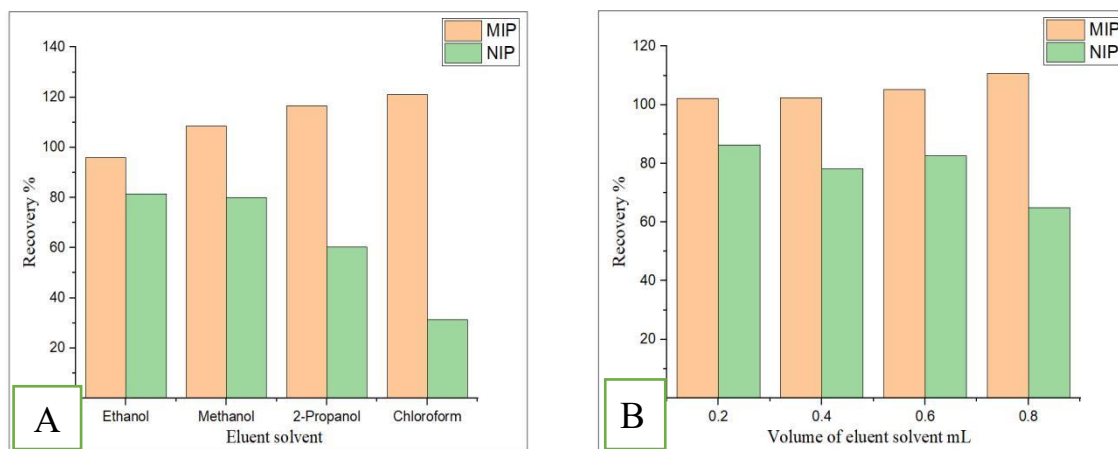 MIP
NIP
140
120
100
80
60
40
20
Recovery %
Ethanol Methanol 2-Propanol Chloroform
Eluent solvent
A
MIP
NIP
120
100
80
60
40
20
Recovery %
0.2 0.4 0.6 0.8
Volume of eluent solvent mL
B